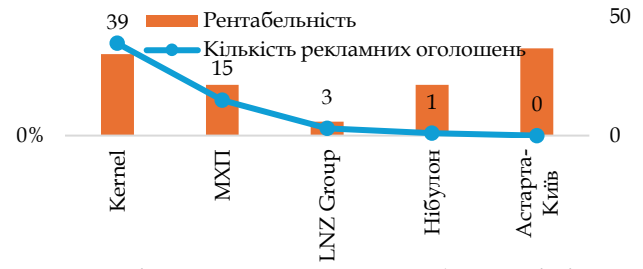 39
Рентабельність
50
Кількість рекламних оголошень
15
3
1
0
0%
0
Kernel
МХП
LNZ Group
Нібулон
Астарта-
Київ